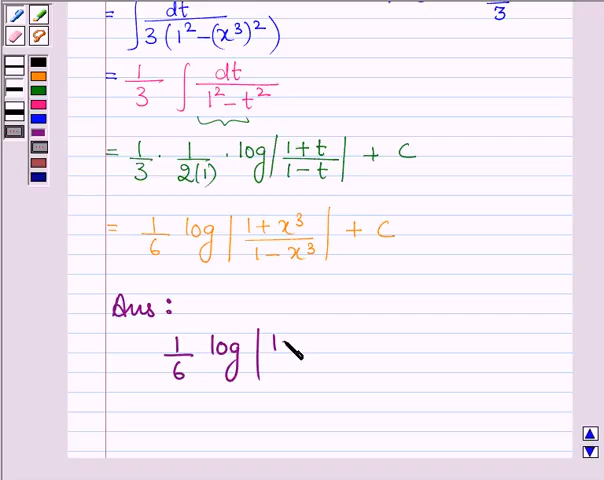 3
= ∫ dt / 3(1² − (x³)²)
= 1/3 ∫ dt / 1² − t²
= 1/3 · 1/2(1) · log |1+t / 1−t| + C
= 1/6 log |1+x³ / 1−x³| + C
Ans :
1/6 log | 1